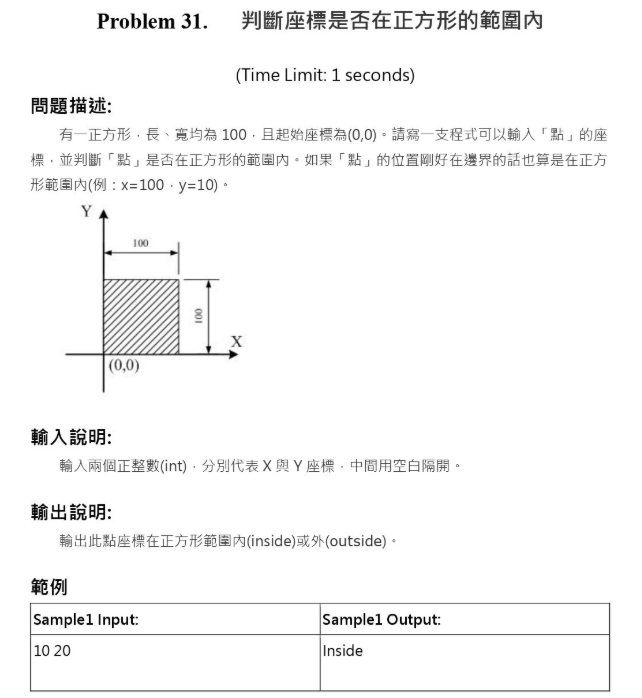 Problem 31. 判斷座標是否在正方形的範圍內
(Time Limit: 1 seconds)
問題描述:
有一正方形，長、寬均為 100，且起始座標為(0,0)。請寫一支程式可以輸入「點」的座
標，並判斷「點」是否在正方形的範圍內。如果「點」的位置剛好在邊界的話也算是在正方
形範圍內(例：x=100，y=10)。
Y
100
100
X
(0,0)
輸入說明:
輸入兩個正整數(int)，分別代表 X 與 Y 座標，中間用空白隔開。
輸出說明:
輸出此點座標在正方形範圍內(inside)或外(outside)。
範例
Sample1 Input: Sample1 Output:
10 20 Inside